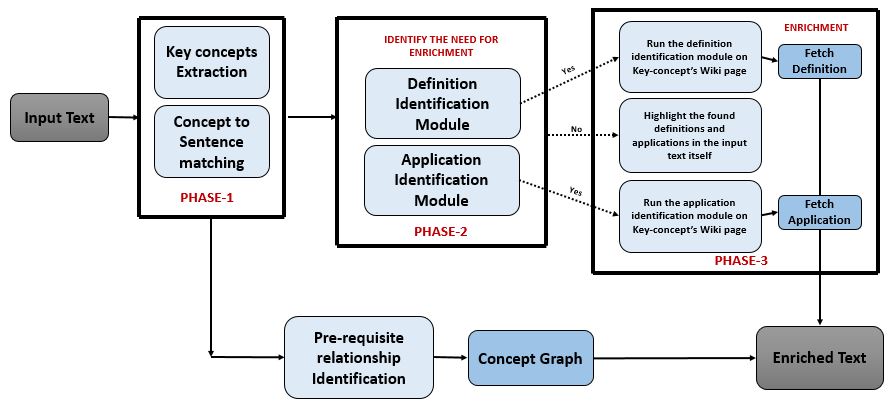 Input Text
Key concepts
Extraction
Concept to
Sentence
matching
PHASE-1
IDENTIFY THE NEED FOR
ENRICHMENT
Definition
Identification
Module
Application
Identification
Module
PHASE-2
Yes
No
Yes
ENRICHMENT
Run the definition
identification module on
Key-concept's Wiki page
Fetch
Definition
Highlight the found
definitions and
applications in the input
text itself
Run the application
identification module on
Key-concept's Wiki page
Fetch
Application
PHASE-3
Pre-requisite
relationship
Identification
Concept Graph
Enriched Text